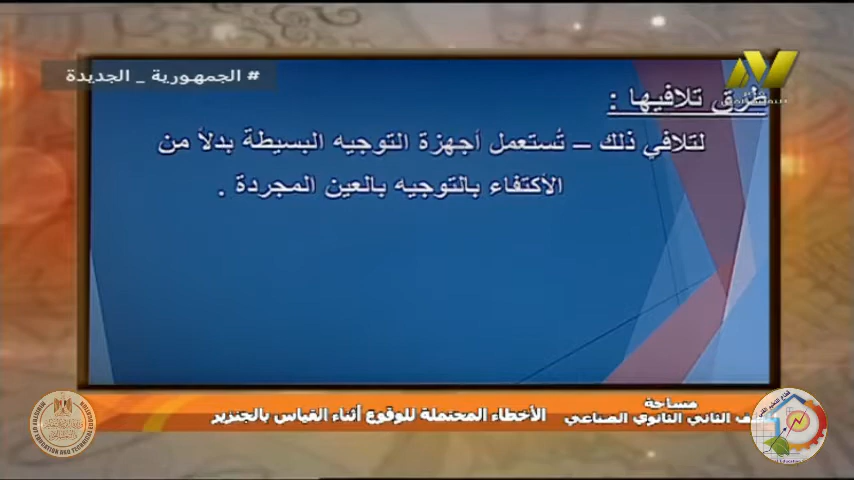 # الجمهورية _ الجديدة
طرق تلافيها :
لتلافي ذلك – تُستعمل أجهزة التوجيه البسيطة بدلاً من
الأكتفاء بالتوجيه بالعين المجردة .
مساحة
الثاني الثانوي الصناعي
الأخطاء المحتملة للوقوع أثناء القياس بالجنزير